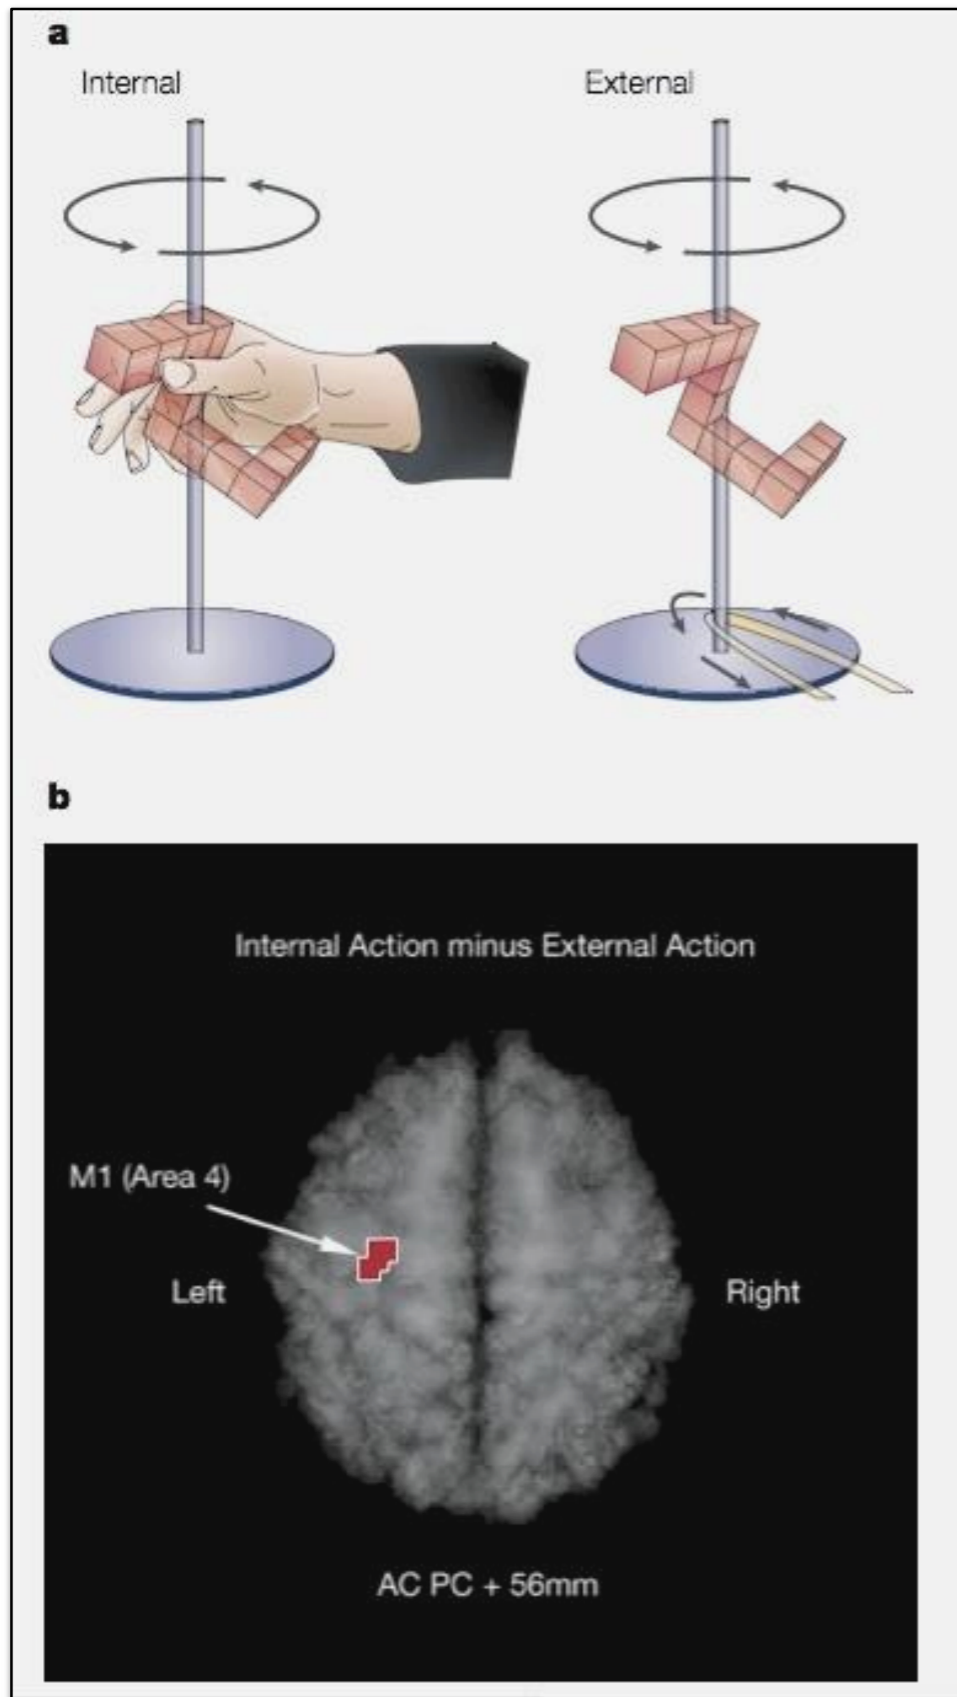 a
Internal
External
b
Internal Action minus External Action
M1 (Area 4)
Left
Right
AC PC + 56mm